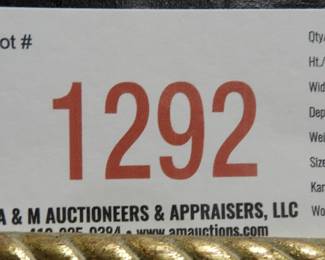 ot #
1292
A & M AUCTIONEERS & APPRAISERS, LLC
• www.amauctions.com
Qty/
Ht./
Wid
Dep
Wei
Size
Kar
Wo